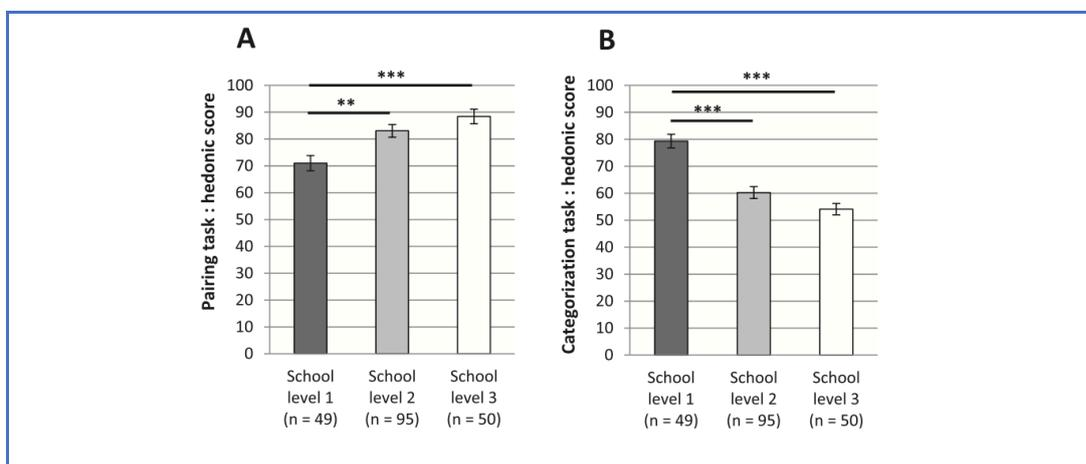 A
Pairing task : hedonic score
100
90
80
70
60
50
40
30
20
10
0
***
**
School
level 1
(n = 49)
School
level 2
(n = 95)
School
level 3
(n = 50)
B
Categorization task : hedonic score
100
90
80
70
60
50
40
30
20
10
0
***
***
School
level 1
(n = 49)
School
level 2
(n = 95)
School
level 3
(n = 50)